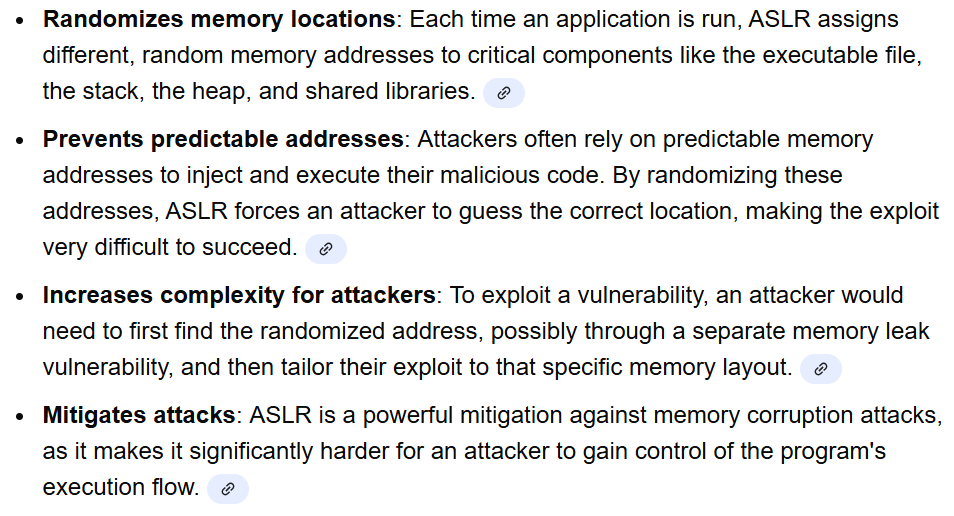 Randomizes memory locations: Each time an application is run, ASLR assigns
different, random memory addresses to critical components like the executable file,
the stack, the heap, and shared libraries.
Prevents predictable addresses: Attackers often rely on predictable memory
addresses to inject and execute their malicious code. By randomizing these
addresses, ASLR forces an attacker to guess the correct location, making the exploit
very difficult to succeed.
Increases complexity for attackers: To exploit a vulnerability, an attacker would
need to first find the randomized address, possibly through a separate memory leak
vulnerability, and then tailor their exploit to that specific memory layout.
Mitigates attacks: ASLR is a powerful mitigation against memory corruption attacks,
as it makes it significantly harder for an attacker to gain control of the program's
execution flow.